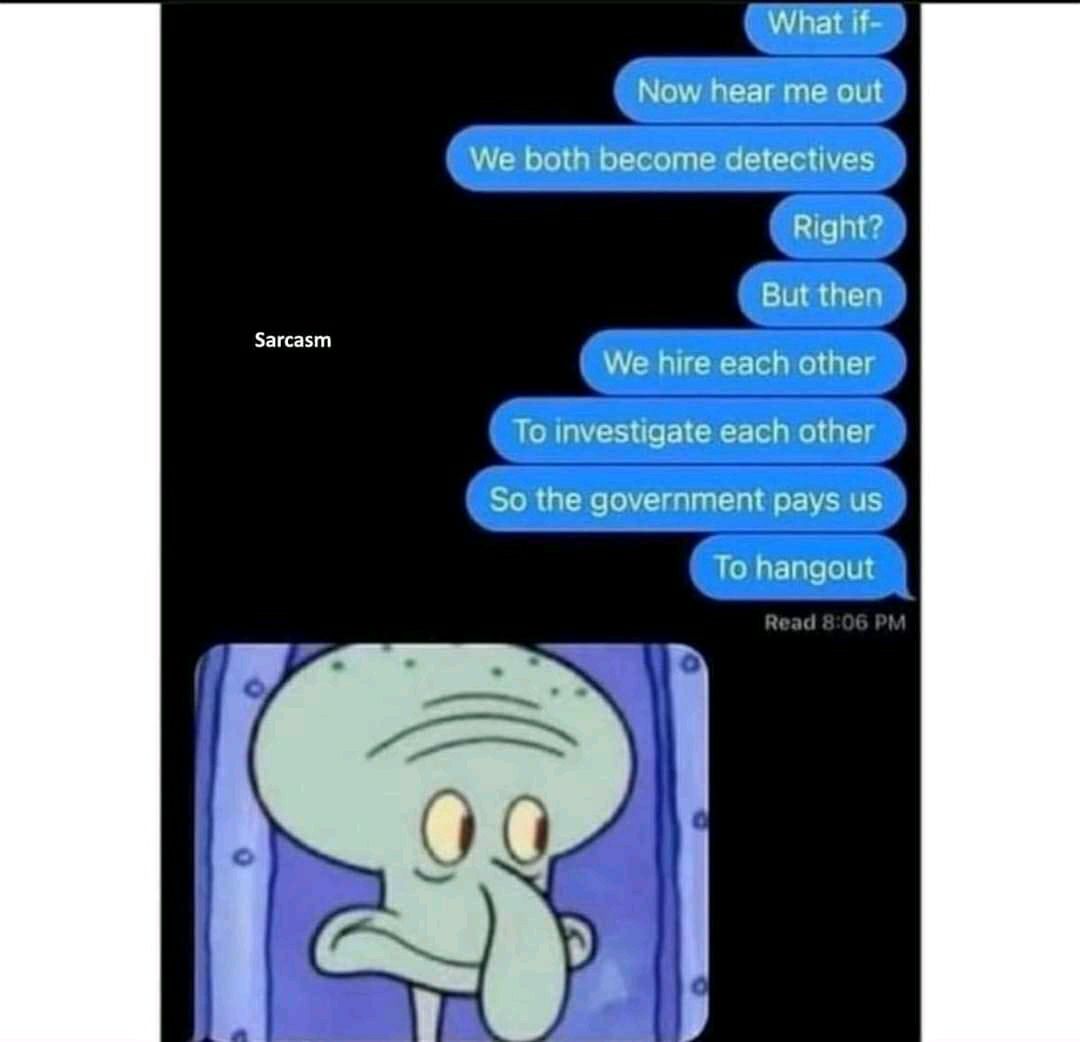 What if-
Now hear me out
We both become detectives
Right?
But then
Sarcasm
We hire each other
To investigate each other
So the government pays us
To hangout
Read 8:06 PM